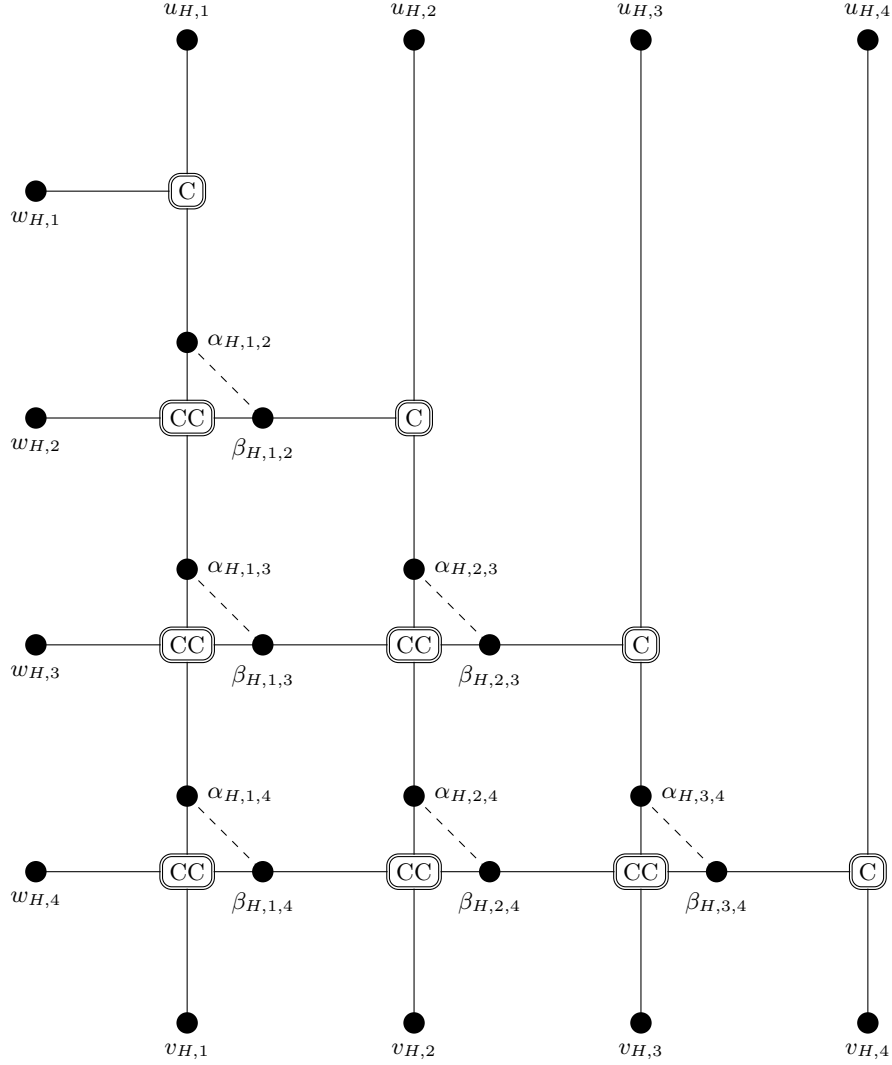 u_{H,1} u_{H,2} u_{H,3} u_{H,4}
C
w_{H,1}
α_{H,1,2}
CC C
w_{H,2} β_{H,1,2}
α_{H,1,3} α_{H,2,3}
CC CC C
w_{H,3} β_{H,1,3} β_{H,2,3}
α_{H,1,4} α_{H,2,4} α_{H,3,4}
CC CC CC C
w_{H,4} β_{H,1,4} β_{H,2,4} β_{H,3,4}
v_{H,1} v_{H,2} v_{H,3} v_{H,4}